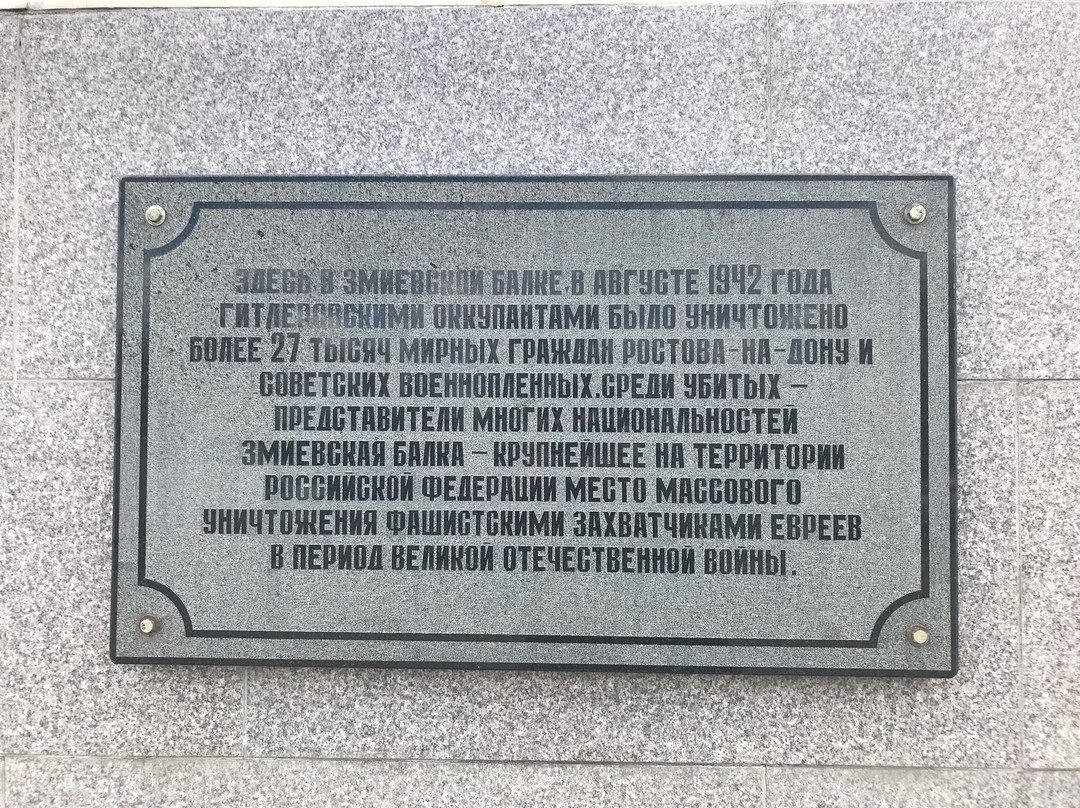 ЗДЕСЬ В ЗМИЕВСКОЙ БАЛКЕ, В АВГУСТЕ 1942 ГОДА
ГИТЛЕРОВСКИМИ ОККУПАНТАМИ БЫЛО УНИЧТОЖЕНО
БОЛЕЕ 27 ТЫСЯЧ МИРНЫХ ГРАЖДАН РОСТОВА-НА-ДОНУ И
СОВЕТСКИХ ВОЕННОПЛЕННЫХ.СРЕДИ УБИТЫХ –
ПРЕДСТАВИТЕЛИ МНОГИХ НАЦИОНАЛЬНОСТЕЙ
ЗМИЕВСКАЯ БАЛКА – КРУПНЕЙШЕЕ НА ТЕРРИТОРИИ
РОССИЙСКОЙ ФЕДЕРАЦИИ МЕСТО МАССОВОГО
УНИЧТОЖЕНИЯ ФАШИСТСКИМИ ЗАХВАТЧИКАМИ ЕВРЕЕВ
В ПЕРИОД ВЕЛИКОЙ ОТЕЧЕСТВЕННОЙ ВОЙНЫ.